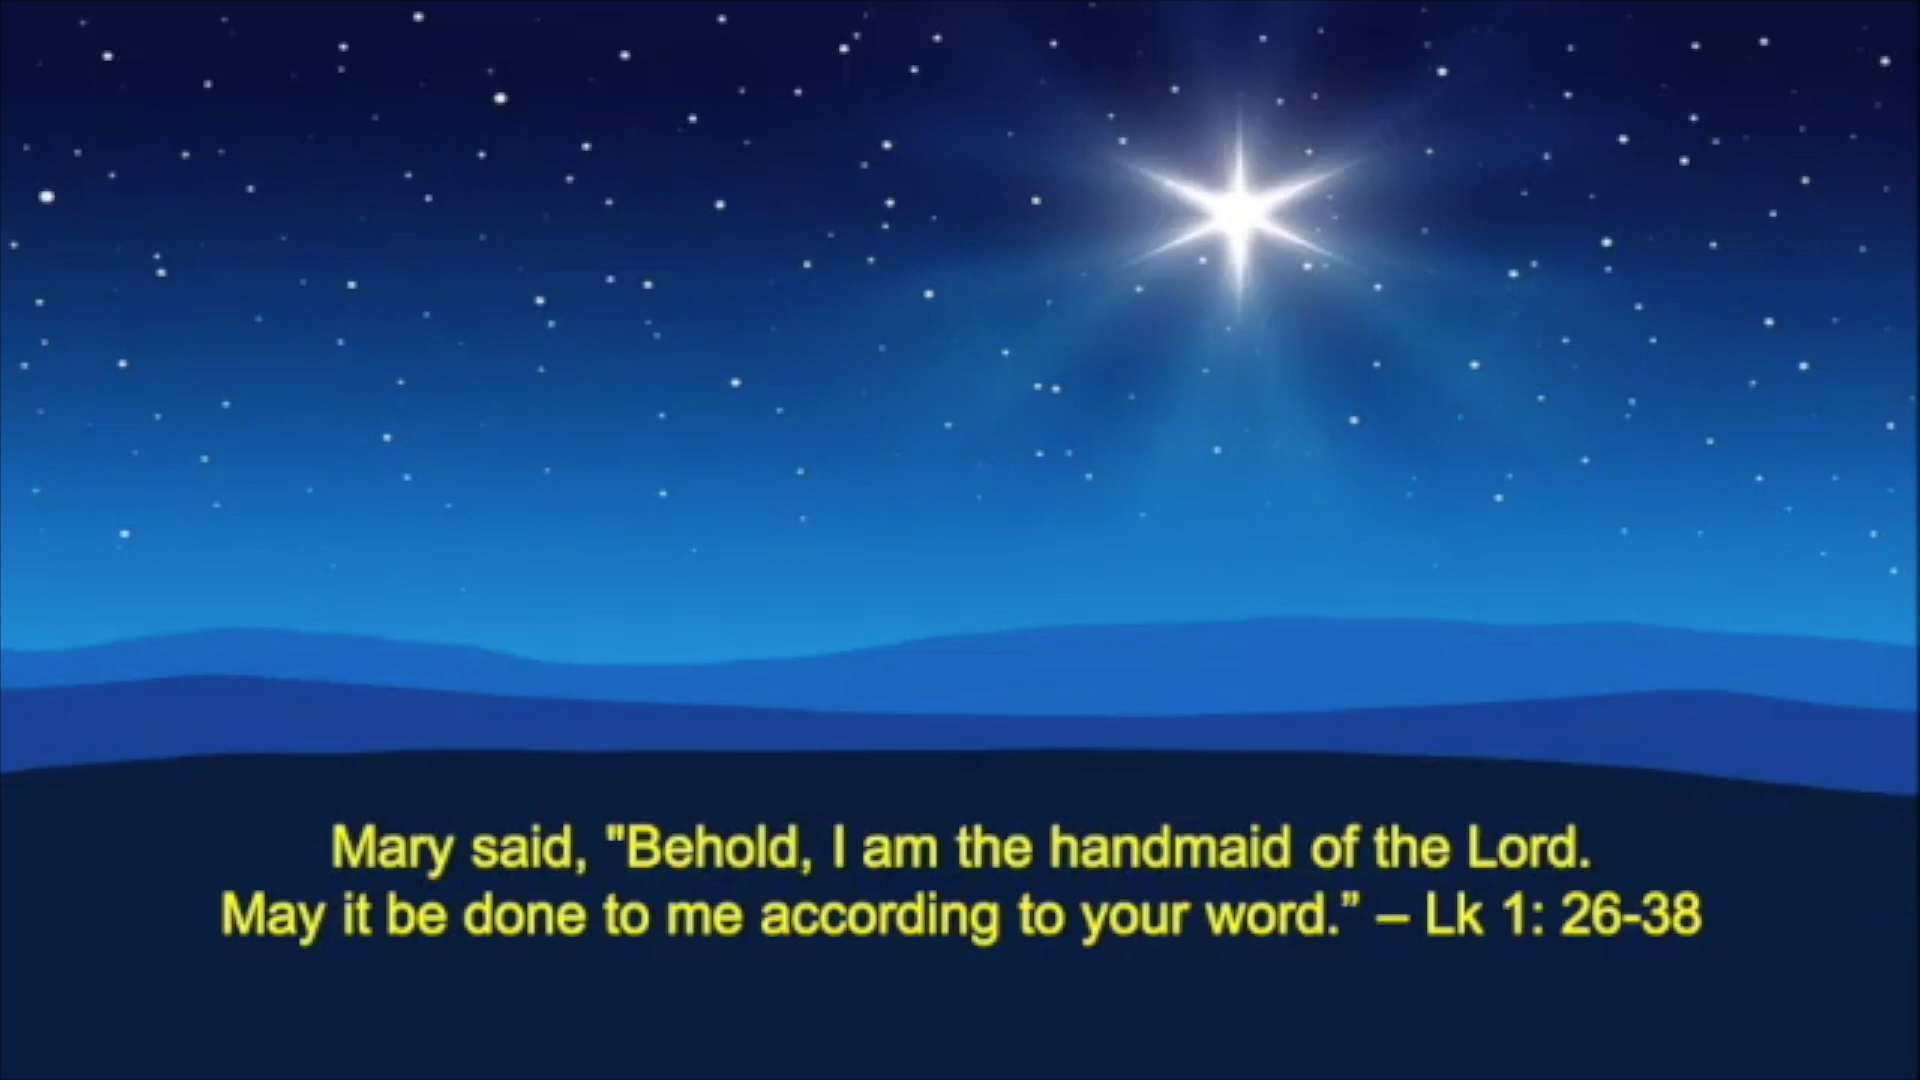 Mary said, "Behold, I am the handmaid of the Lord.
May it be done to me according to your word.” – Lk 1: 26-38